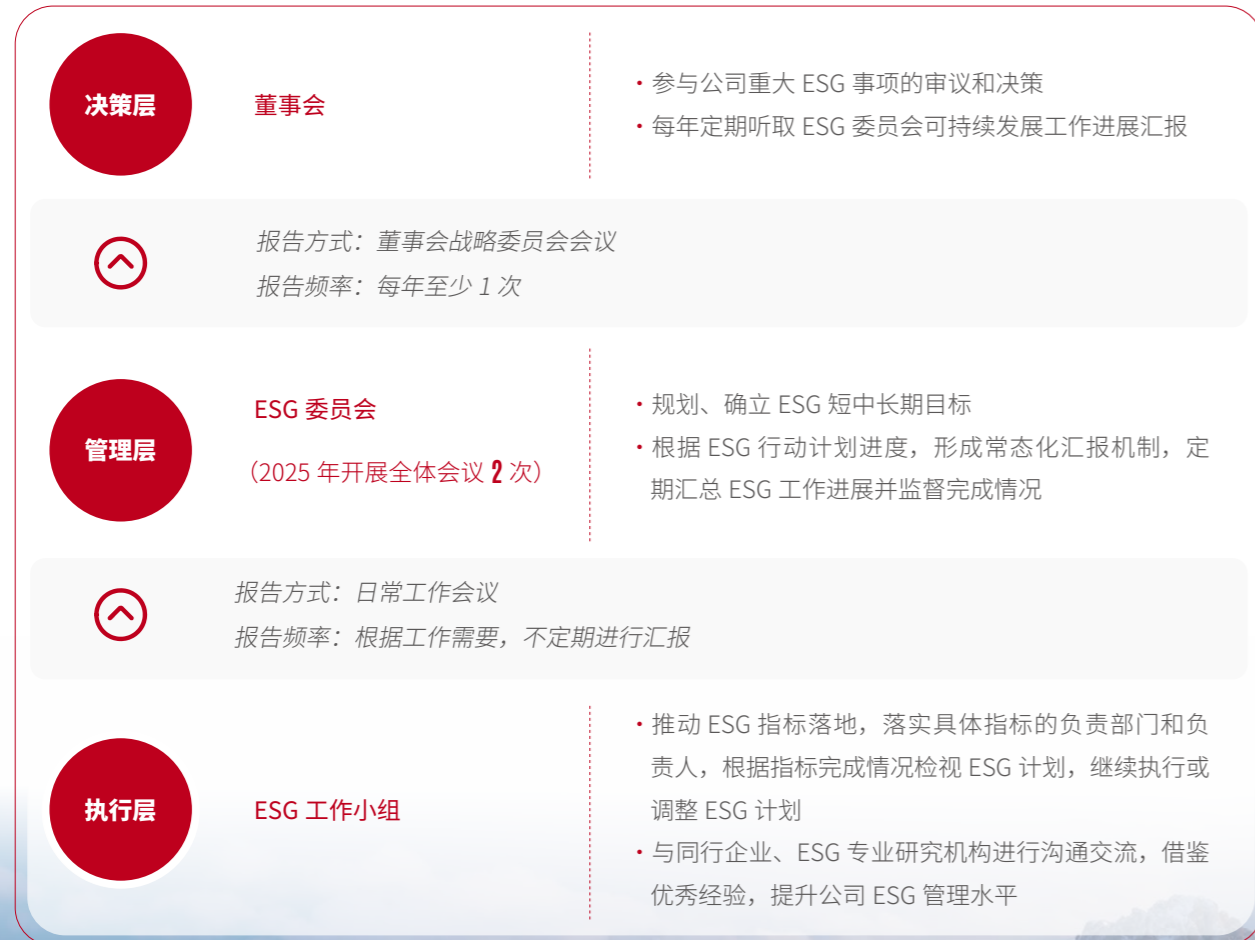 决策层
董事会
・参与公司重大 ESG 事项的审议和决策
・每年定期听取 ESG 委员会可持续发展工作进展汇报
报告方式：董事会战略委员会会议
报告频率：每年至少 1 次
管理层
ESG 委员会
（2025 年开展全体会议 2 次）
・规划、确立 ESG 短中长期目标
・根据 ESG 行动计划进度，形成常态化汇报机制，定
期汇总 ESG 工作进展并监督完成情况
报告方式：日常工作会议
报告频率：根据工作需要，不定期进行汇报
执行层
ESG 工作小组
・推动 ESG 指标落地，落实具体指标的负责部门和负
责人，根据指标完成情况检视 ESG 计划，继续执行或
调整 ESG 计划
・与同行企业、ESG 专业研究机构进行沟通交流，借鉴
优秀经验，提升公司 ESG 管理水平